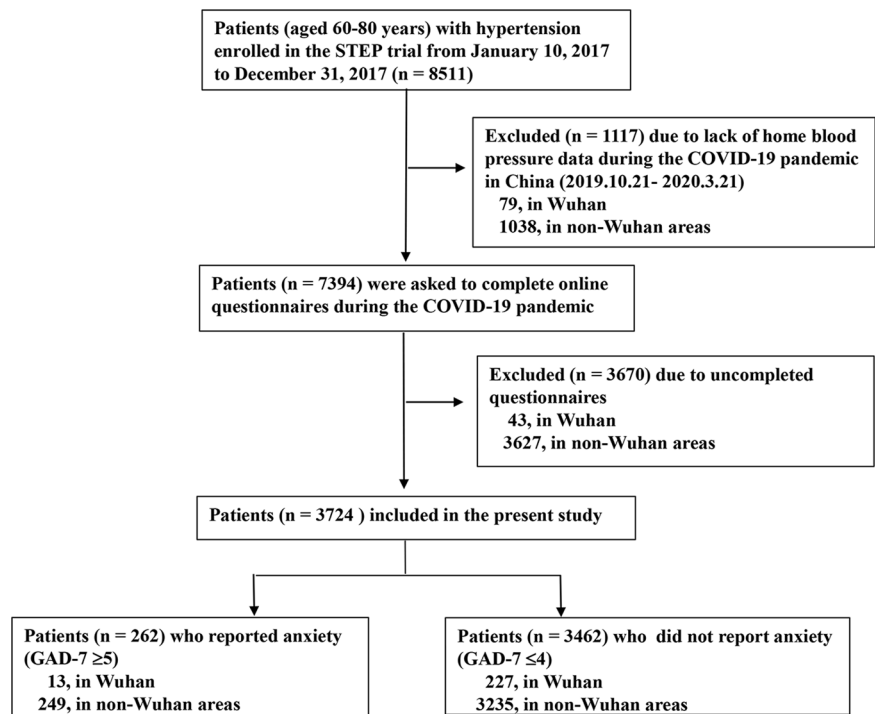 Patients (aged 60-80 years) with hypertension
enrolled in the STEP trial from January 10, 2017
to December 31, 2017 (n = 8511)
Excluded (n = 1117) due to lack of home blood
pressure data during the COVID-19 pandemic
in China (2019.10.21- 2020.3.21)
79, in Wuhan
1038, in non-Wuhan areas
Patients (n = 7394) were asked to complete online
questionnaires during the COVID-19 pandemic
Excluded (n = 3670) due to uncompleted
questionnaires
43, in Wuhan
3627, in non-Wuhan areas
Patients (n = 3724 ) included in the present study
Patients (n = 262) who reported anxiety
(GAD-7 ≥5)
13, in Wuhan
249, in non-Wuhan areas
Patients (n = 3462) who did not report anxiety
(GAD-7 ≤4)
227, in Wuhan
3235, in non-Wuhan areas